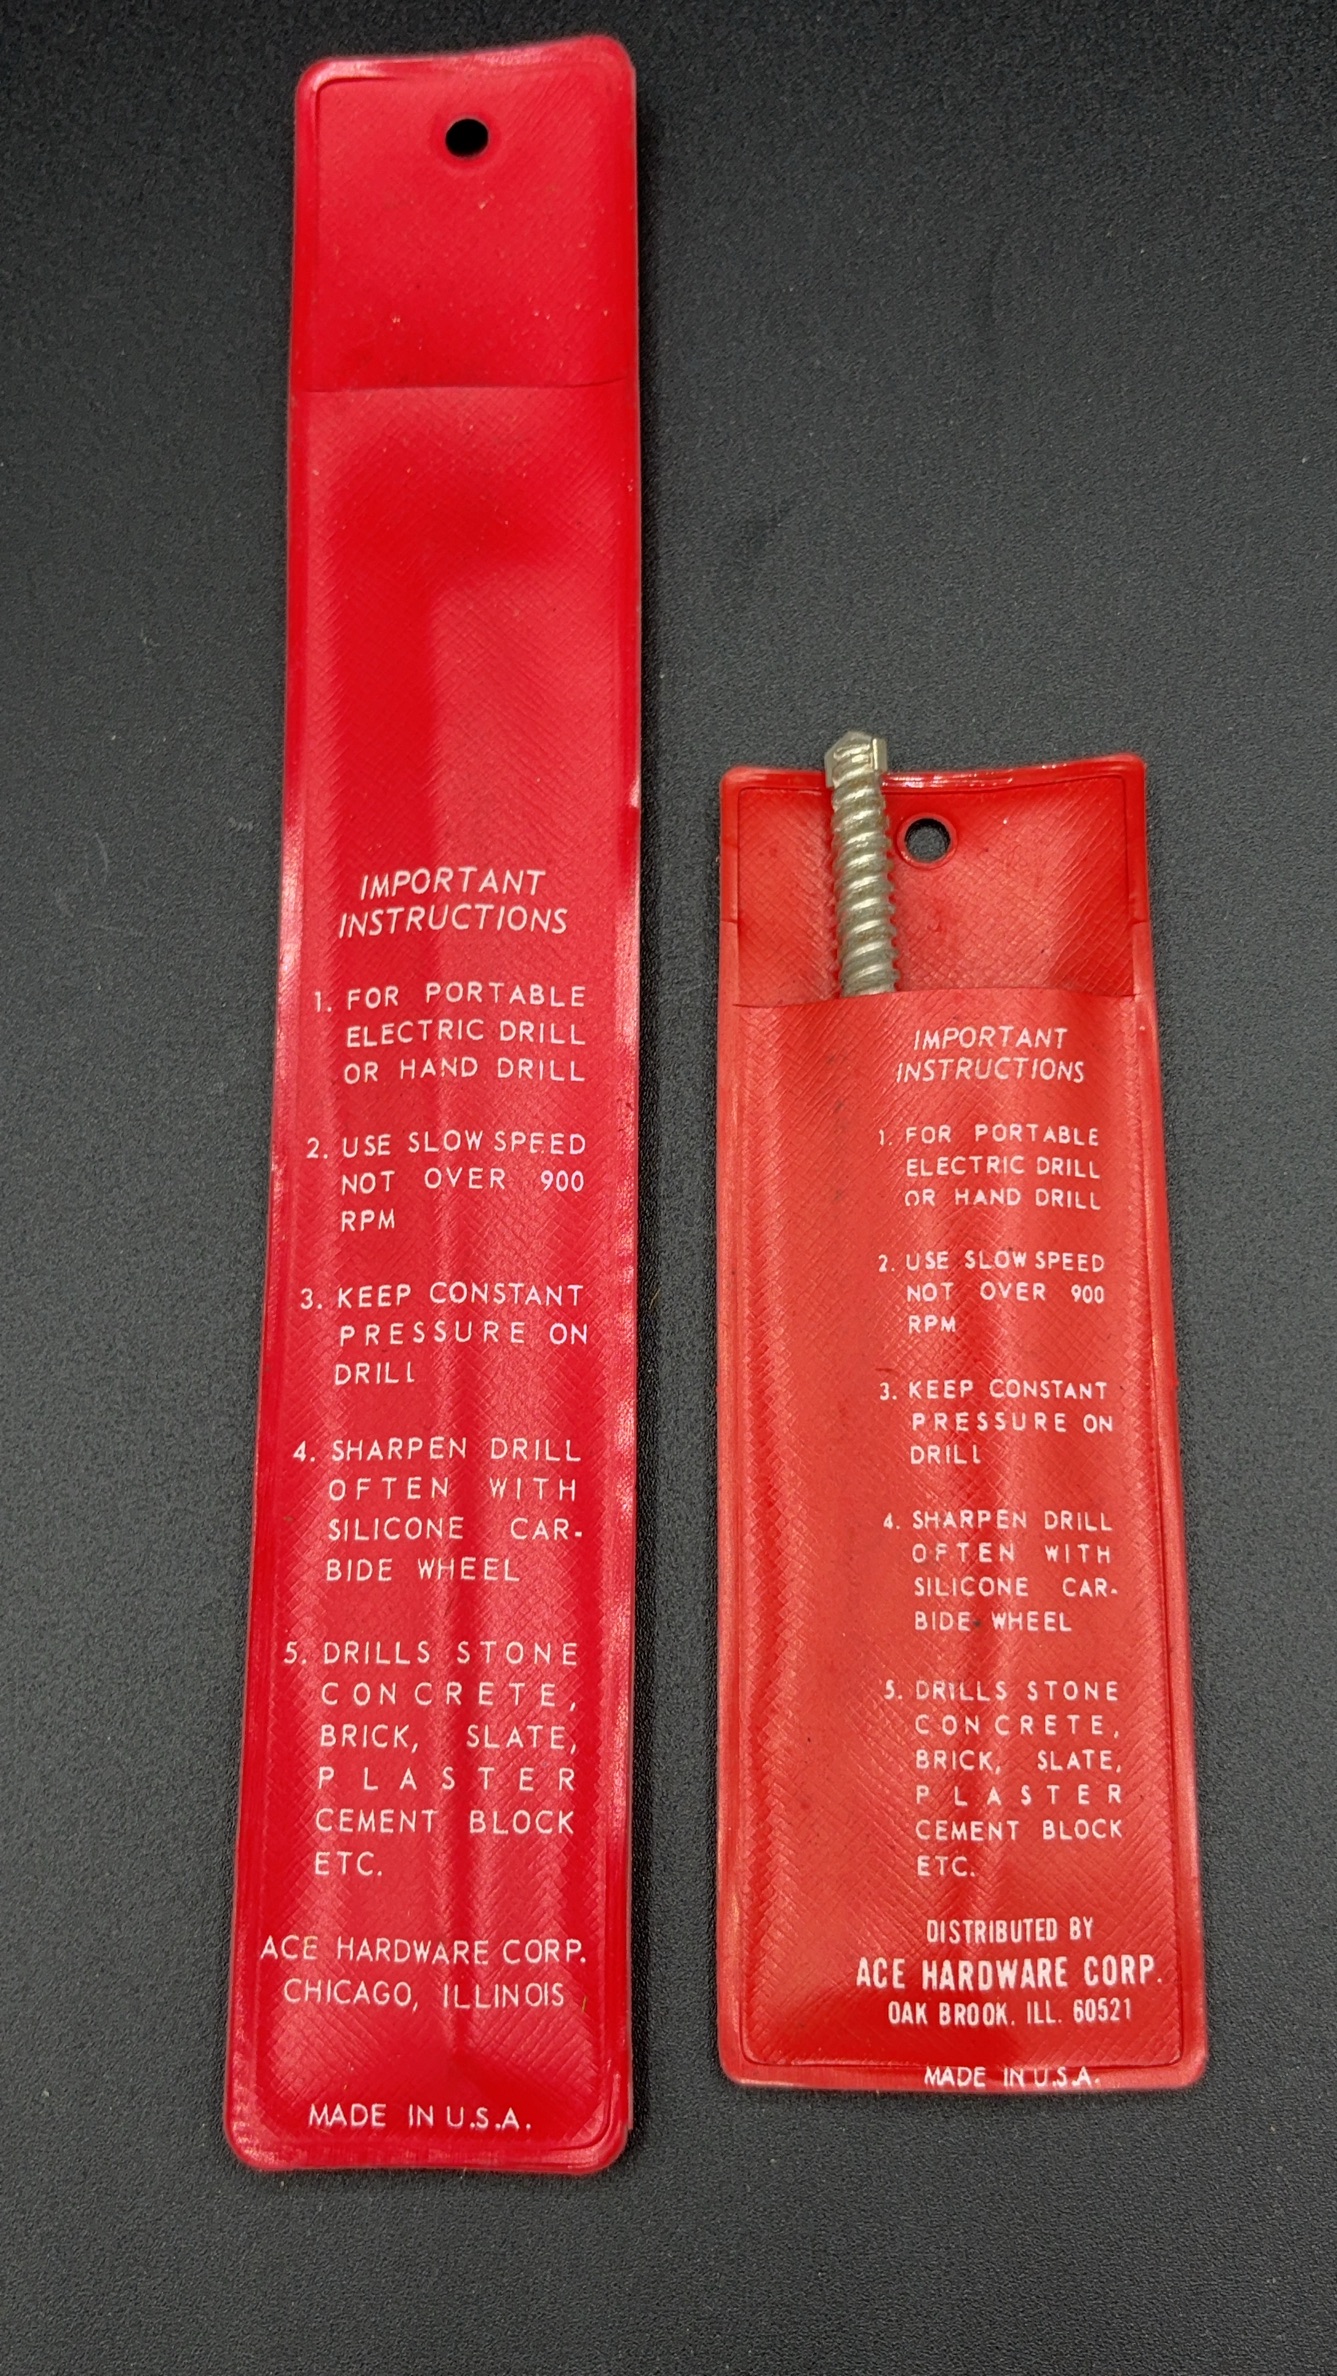 IMPORTANT
INSTRUCTIONS
1. FOR PORTABLE
ELECTRIC DRILL
OR HAND DRILL
2. USE SLOW SPEED
NOT OVER 900
RPM
3. KEEP CONSTANT
PRESSURE ON
DRILL
4. SHARPEN DRILL
OFTEN WITH
SILICONE CAR-
BIDE WHEEL
5. DRILLS STONE
CONCRETE,
BRICK, SLATE,
PLASTER
CEMENT BLOCK
ETC.
ACE HARDWARE CORP.
CHICAGO, ILLINOIS
MADE IN U.S.A.
IMPORTANT
INSTRUCTIONS
1. FOR PORTABLE
ELECTRIC DRILL
OR HAND DRILL
2. USE SLOW SPEED
NOT OVER 900
RPM
3. KEEP CONSTANT
PRESSURE ON
DRILL
4. SHARPEN DRILL
OFTEN WITH
SILICONE CAR-
BIDE WHEEL
5. DRILLS STONE
CONCRETE,
BRICK, SLATE,
PLASTER
CEMENT BLOCK
ETC.
DISTRIBUTED BY
ACE HARDWARE CORP.
OAK BROOK, ILL. 60521
MADE IN U.S.A.